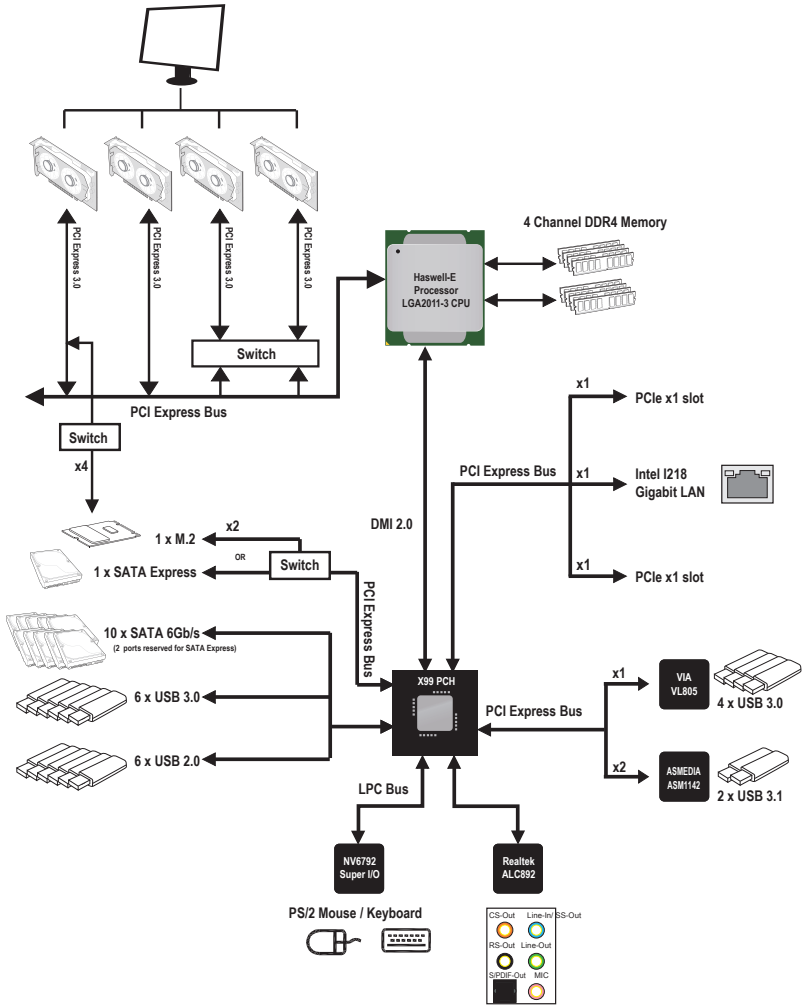 PCI Express 3.0
PCI Express 3.0
PCI Express 3.0
PCI Express 3.0
4 Channel DDR4 Memory
Haswell-E
Processor
LGA2011-3 CPU
Switch
PCI Express Bus
Switch
x4
x1
PCIe x1 slot
PCI Express Bus
x1
Intel I218
Gigabit LAN
DMI 2.0
x1
PCIe x1 slot
1 x M.2
x2
OR
Switch
1 x SATA Express
PCI Express Bus
10 x SATA 6Gb/s
(2 ports reserved for SATA Express)
6 x USB 3.0
6 x USB 2.0
X99 PCH
PCI Express Bus
x1
VIA
VL805
4 x USB 3.0
x2
ASMEDIA
ASM1142
2 x USB 3.1
LPC Bus
NV6792
Super I/O
Realtek
ALC892
PS/2 Mouse / Keyboard
CS-Out
Line-In/ SS-Out
RS-Out
Line-Out
S/PDIF-Out
MIC